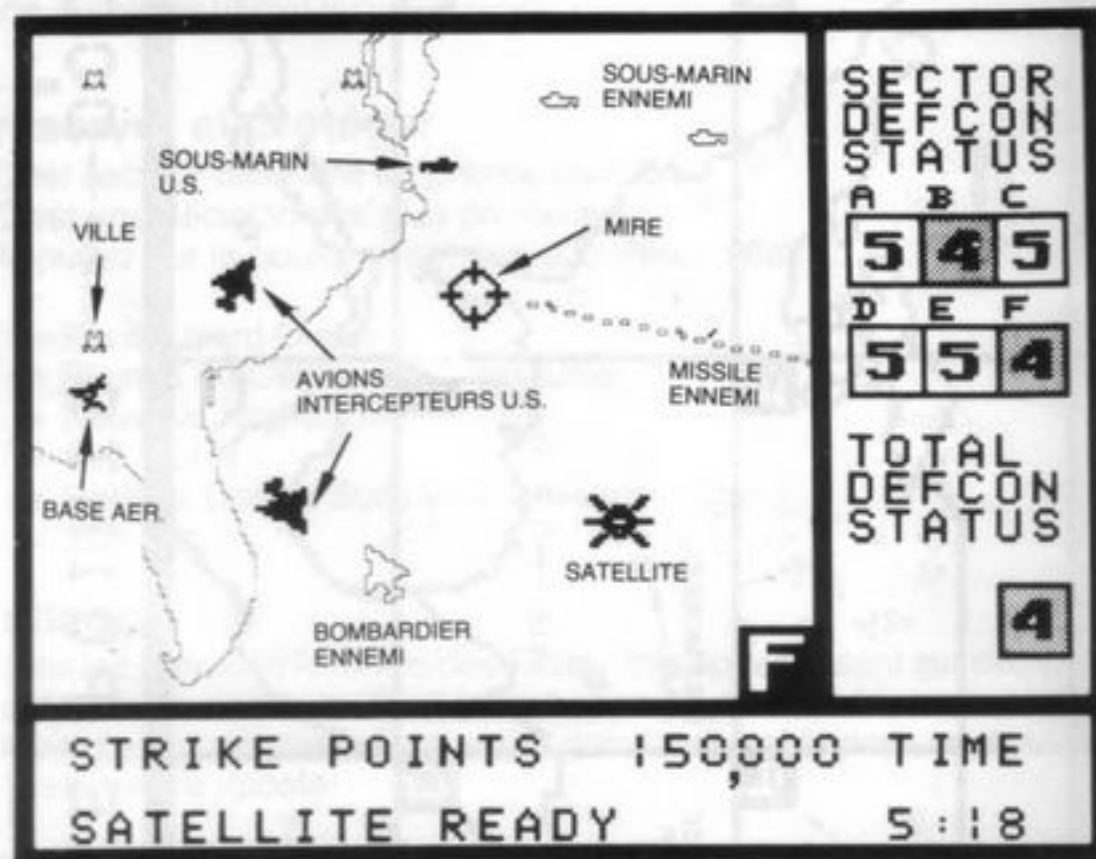 SOUS-MARIN
ENNEMI
SOUS-MARIN
U.S.
VILLE
MIRE
AVIONS
INTERCEPTEURS U.S.
MISSILE
ENNEMI
BASE AER.
SATELLITE
BOMBARDIER
ENNEMI
F
SECTOR
DEFCON
STATUS
A B C
5 4 5
D E F
5 5 4
TOTAL
DEFCON
STATUS
4
STRIKE POINTS 150,000 TIME
SATELLITE READY 5:18